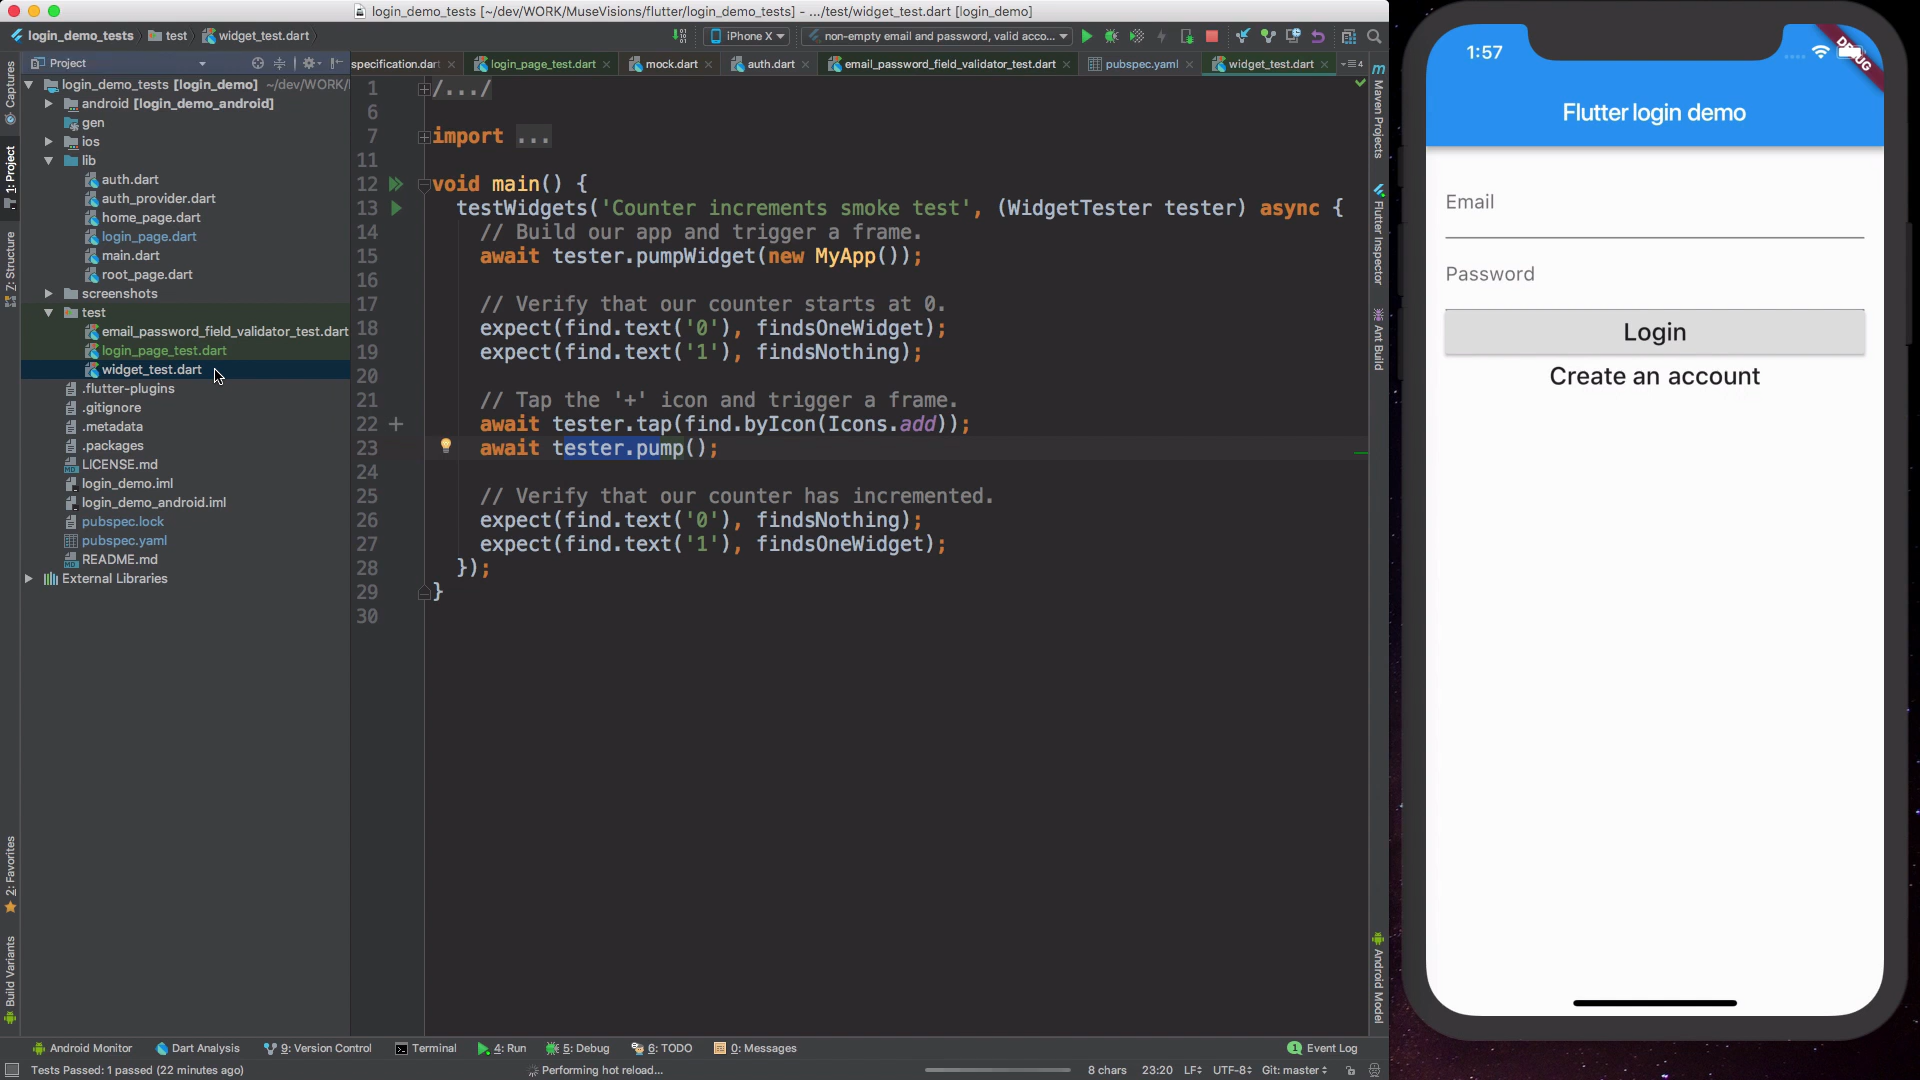 login_demo_tests [~/dev/WORK/MuseVisions/flutter/login_demo_tests] - .../test/widget_test.dart [login_demo]
login_demo_tests test widget_test.dart
iPhone X
non-empty email and password, valid acco...
Project
specification.dart login_page_test.dart mock.dart auth.dart email_password_field_validator_test.dart pubspec.yaml widget_test.dart
4
login_demo_tests [login_demo] ~/dev/WORK/
android [login_demo_android]
gen
ios
lib
auth.dart
auth_provider.dart
home_page.dart
login_page.dart
main.dart
root_page.dart
screenshots
test
email_password_field_validator_test.dart
login_page_test.dart
widget_test.dart
.flutter-plugins
.gitignore
.metadata
.packages
LICENSE.md
login_demo.iml
login_demo_android.iml
pubspec.lock
pubspec.yaml
README.md
External Libraries
Captures
1: Project
7: Structure
2: Favorites
Build Variants
1 /.../
6
7 import ...
11
12 void main() {
13 testWidgets('Counter increments smoke test', (WidgetTester tester) async {
14 // Build our app and trigger a frame.
15 await tester.pumpWidget(new MyApp());
16
17 // Verify that our counter starts at 0.
18 expect(find.text('0'), findsOneWidget);
19 expect(find.text('1'), findsNothing);
20
21 // Tap the '+' icon and trigger a frame.
22 await tester.tap(find.byIcon(Icons.add));
23 await tester.pump();
24
25 // Verify that our counter has incremented.
26 expect(find.text('0'), findsNothing);
27 expect(find.text('1'), findsOneWidget);
28 });
29 }
30
Maven Projects
Flutter Inspector
Ant Build
Android Model
Android Monitor Dart Analysis 9: Version Control Terminal 4: Run 5: Debug 6: TODO 0: Messages 1 Event Log
Tests Passed: 1 passed (22 minutes ago) Performing hot reload... 8 chars 23:20 LF UTF-8 Git: master
1:57
DEBUG
Flutter login demo
Email
Password
Login
Create an account